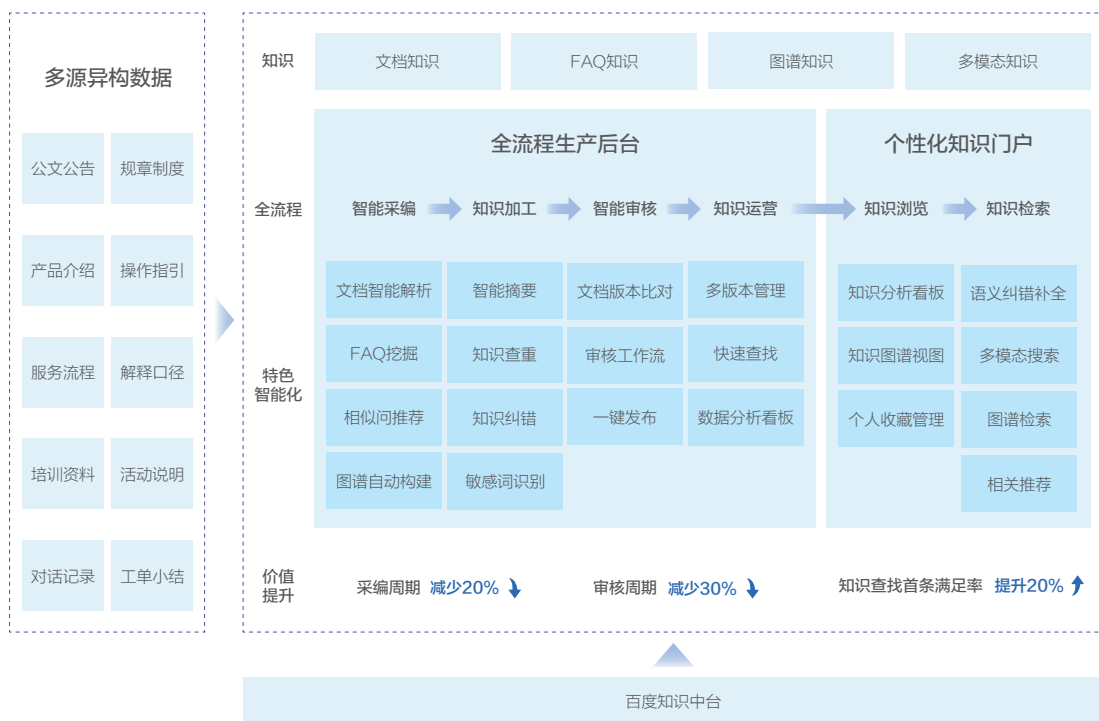 多源异构数据
公文公告
规章制度
产品介绍
操作指引
服务流程
解释口径
培训资料
活动说明
对话记录
工单小结
知识
文档知识
FAQ知识
图谱知识
多模态知识
全流程生产后台
个性化知识门户
全流程
智能采编
知识加工
智能审核
知识运营
知识浏览
知识检索
特色
智能化
文档智能解析
智能摘要
文档版本比对
多版本管理
知识分析看板
语义纠错补全
FAQ挖掘
知识查重
审核工作流
快速查找
知识图谱视图
多模态搜索
相似问推荐
知识纠错
一键发布
数据分析看板
个人收藏管理
图谱检索
图谱自动构建
敏感词识别
相关推荐
价值
提升
采编周期 减少20%
审核周期 减少30%
知识查找首条满足率 提升20%
百度知识中台